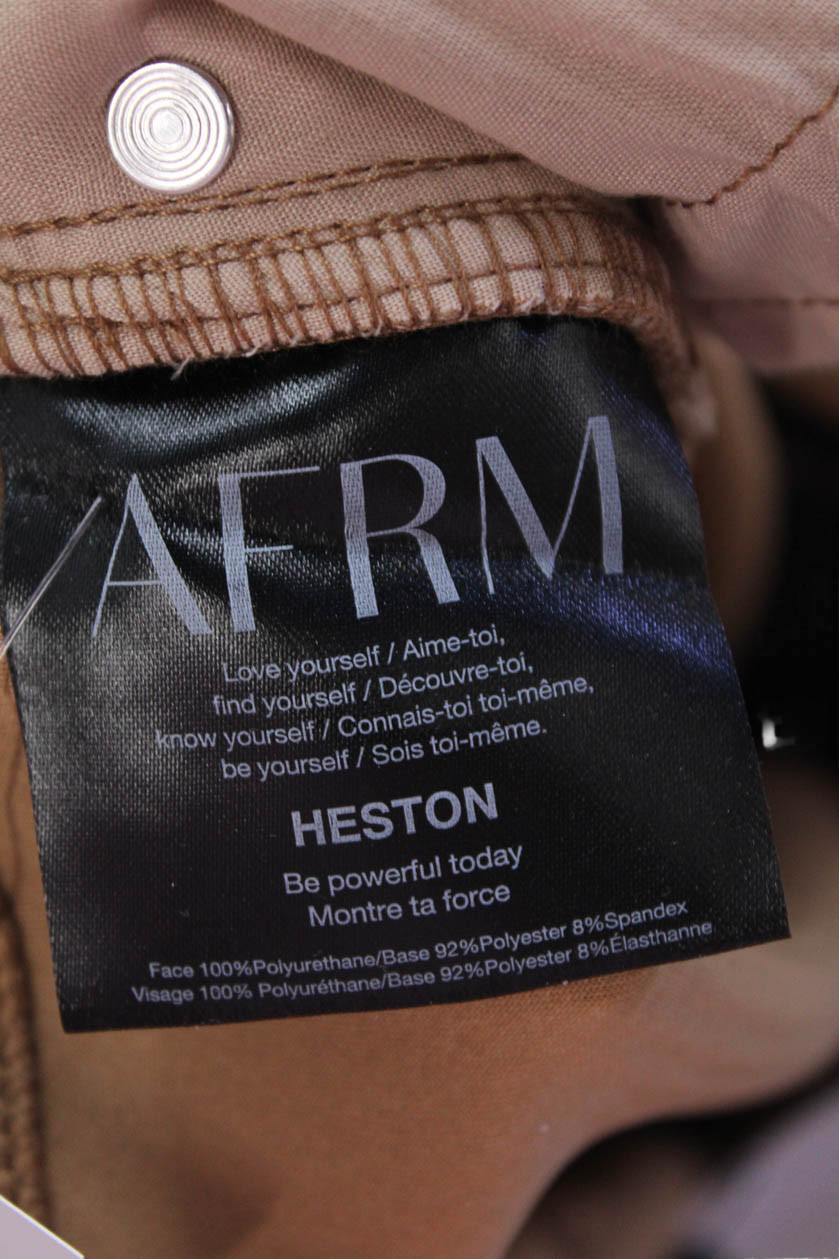 AFRM
Love yourself / Aime-toi,
find yourself / Découvre-toi,
know yourself / Connais-toi toi-même,
be yourself / Sois toi-même.
HESTON
Be powerful today
Montre ta force
Face 100%Polyurethane/Base 92%Polyester 8%Spandex
Visage 100% Polyuréthane/Base 92%Polyester 8%Élasthanne